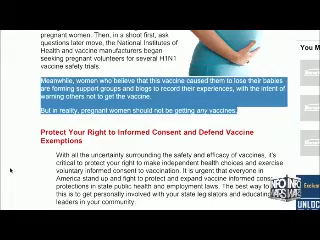 pregnant women. Then, in a shoot first, ask
questions later move, the National Institutes of
Health and vaccine manufacturers began
seeking pregnant volunteers for several H1N1
vaccine safety trials.
You M
Meanwhile, women who believe that this vaccine caused them to lose their babies
are forming support groups and blogs to record their experiences, with the intent of
warning others not to get the vaccine.
But in reality, pregnant women should not be getting any vaccines.
Protect Your Right to Informed Consent and Defend Vaccine
Exemptions
With all the uncertainty surrounding the safety and efficacy of vaccines, it's
critical to protect your right to make independent health choices and exercise
voluntary informed consent to vaccination. It is urgent that everyone in
America stand up and fight to protect and expand vaccine informed conse
protections in state public health and employment laws. The best way to
this is to get personally involved with your state legislators and educating
leaders in your community.
Exclusi
UNLOC